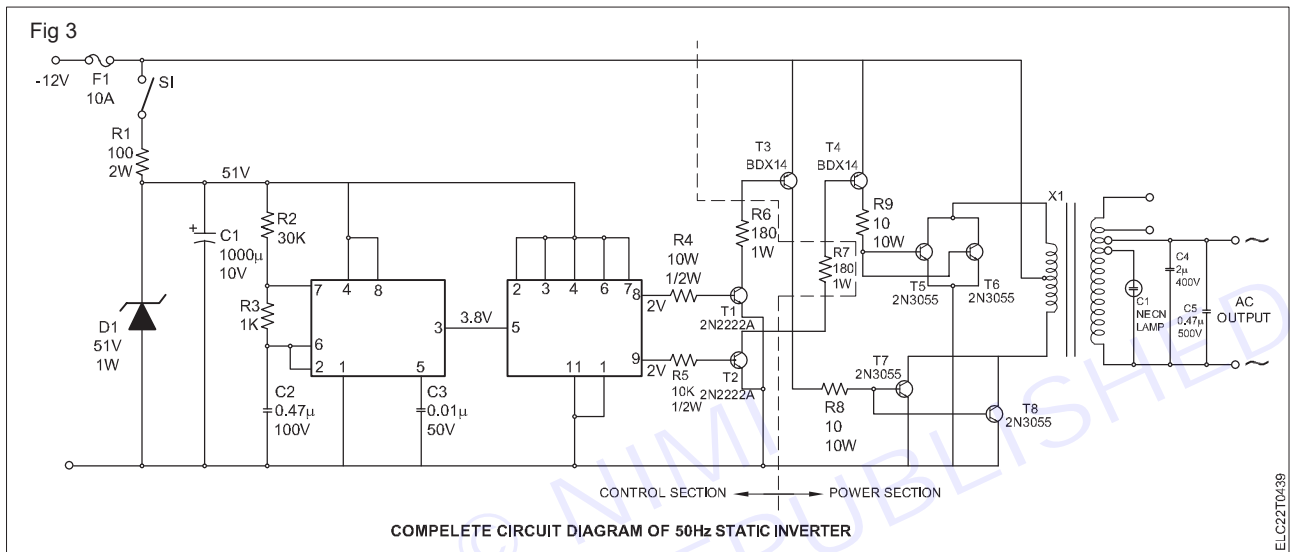 Fig 3
-12V
F1
10A
SI
R1
100
2W
51V
C1
1000µ
10V
D1
51V
1W
R2
30K
R3
1K
C2
0.47µ
100V
7
4
8
6
2
1
5
3
C3
0.01µ
50V
3.8V
2
3
4
6
7
5
8
9
11
1
2V
2V
R4
10W
1/2W
R5
10K
1/2W
T1
2N2222A
T2
2N2222A
T3
BDX14
T4
BDX14
R6
180
1W
R7
180
1W
R9
10
10W
T5
2N3055
T6
2N3055
T7
2N3055
T8
2N3055
R8
10
10W
X1
C1
NECN
LAMP
C4
2µ
400V
C5
0.47µ
500V
AC
OUTPUT
CONTROL SECTION
POWER SECTION
COMPELETE CIRCUIT DIAGRAM OF 50Hz STATIC INVERTER
ELC22T0439
© NIMI
PUBLISHED